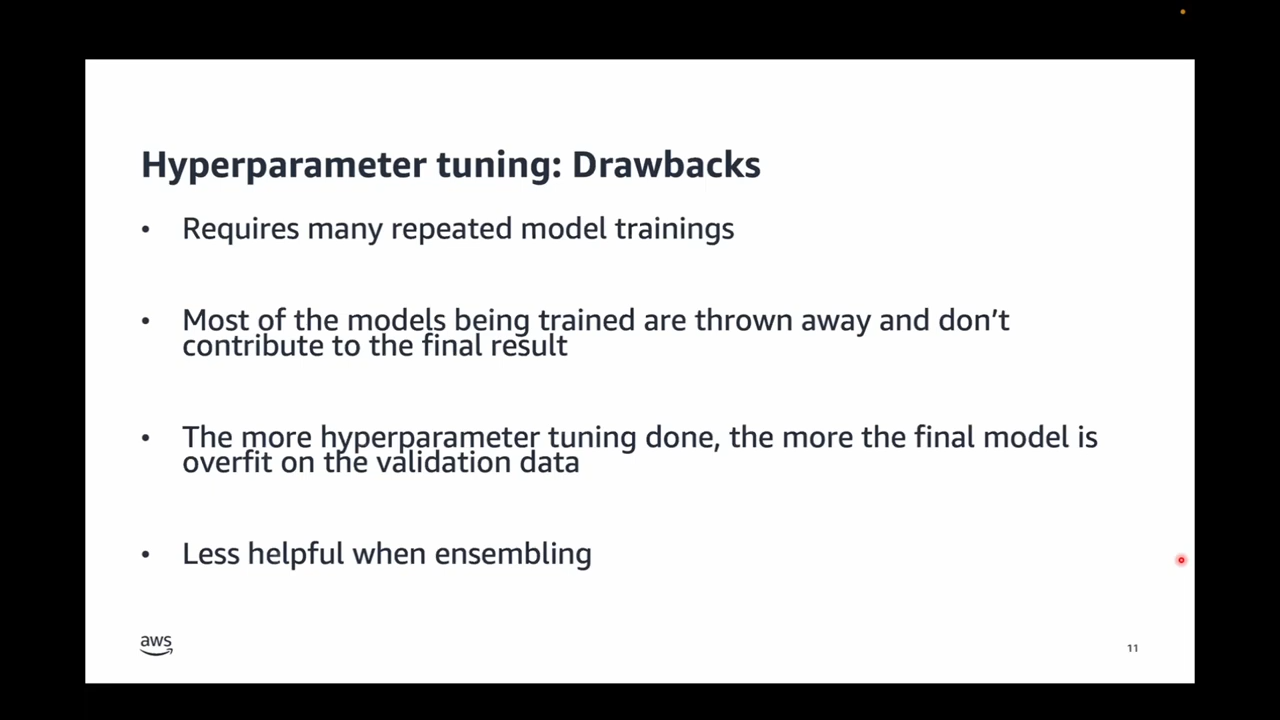 Hyperparameter tuning: Drawbacks
• Requires many repeated model trainings
• Most of the models being trained are thrown away and don’t
contribute to the final result
• The more hyperparameter tuning done, the more the final model is
overfit on the validation data
• Less helpful when ensembling
aws
11